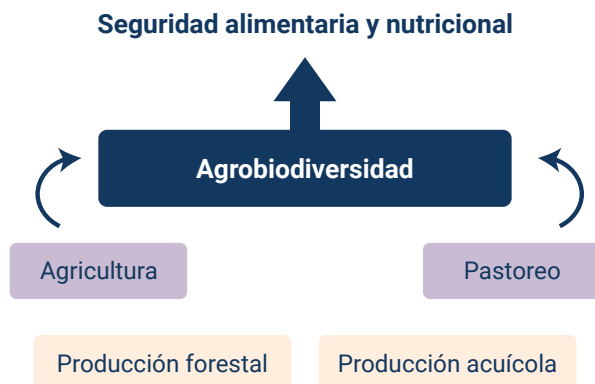 Seguridad alimentaria y nutricional
Agrobiodiversidad
Agricultura
Pastoreo
Producción forestal
Producción acuícola